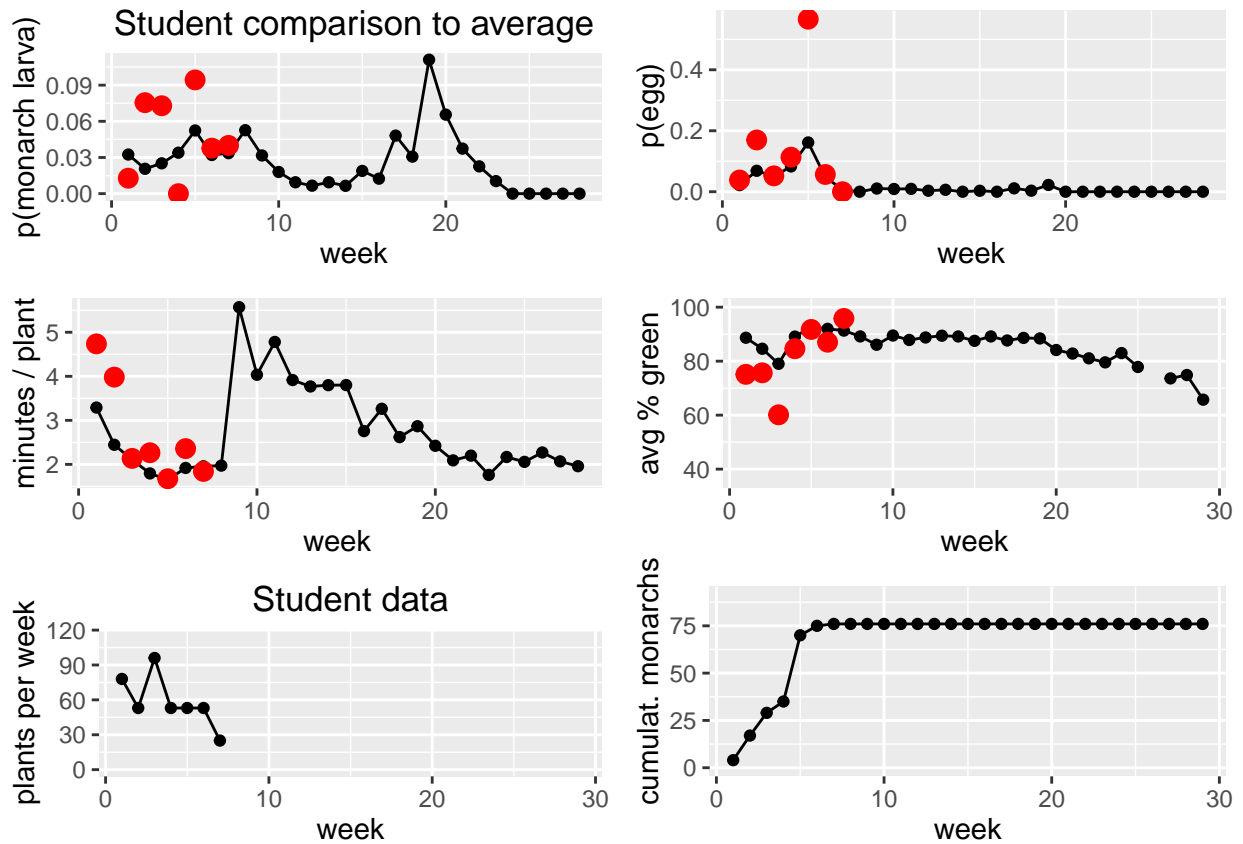 Student comparison to average
p(monarch larva)
0.09
0.06
0.03
0.00
0 10 20
week
p(egg)
0.4
0.2
0.0
0 20
week
minutes / plant
5
4
3
2
0 10 20
week
avg % green
100
80
60
40
0 10 20 30
week
Student data
plants per week
120
90
60
30
0
0 10 20 30
week
cumulat. monarchs
75
50
25
0
0 10 20 30
week